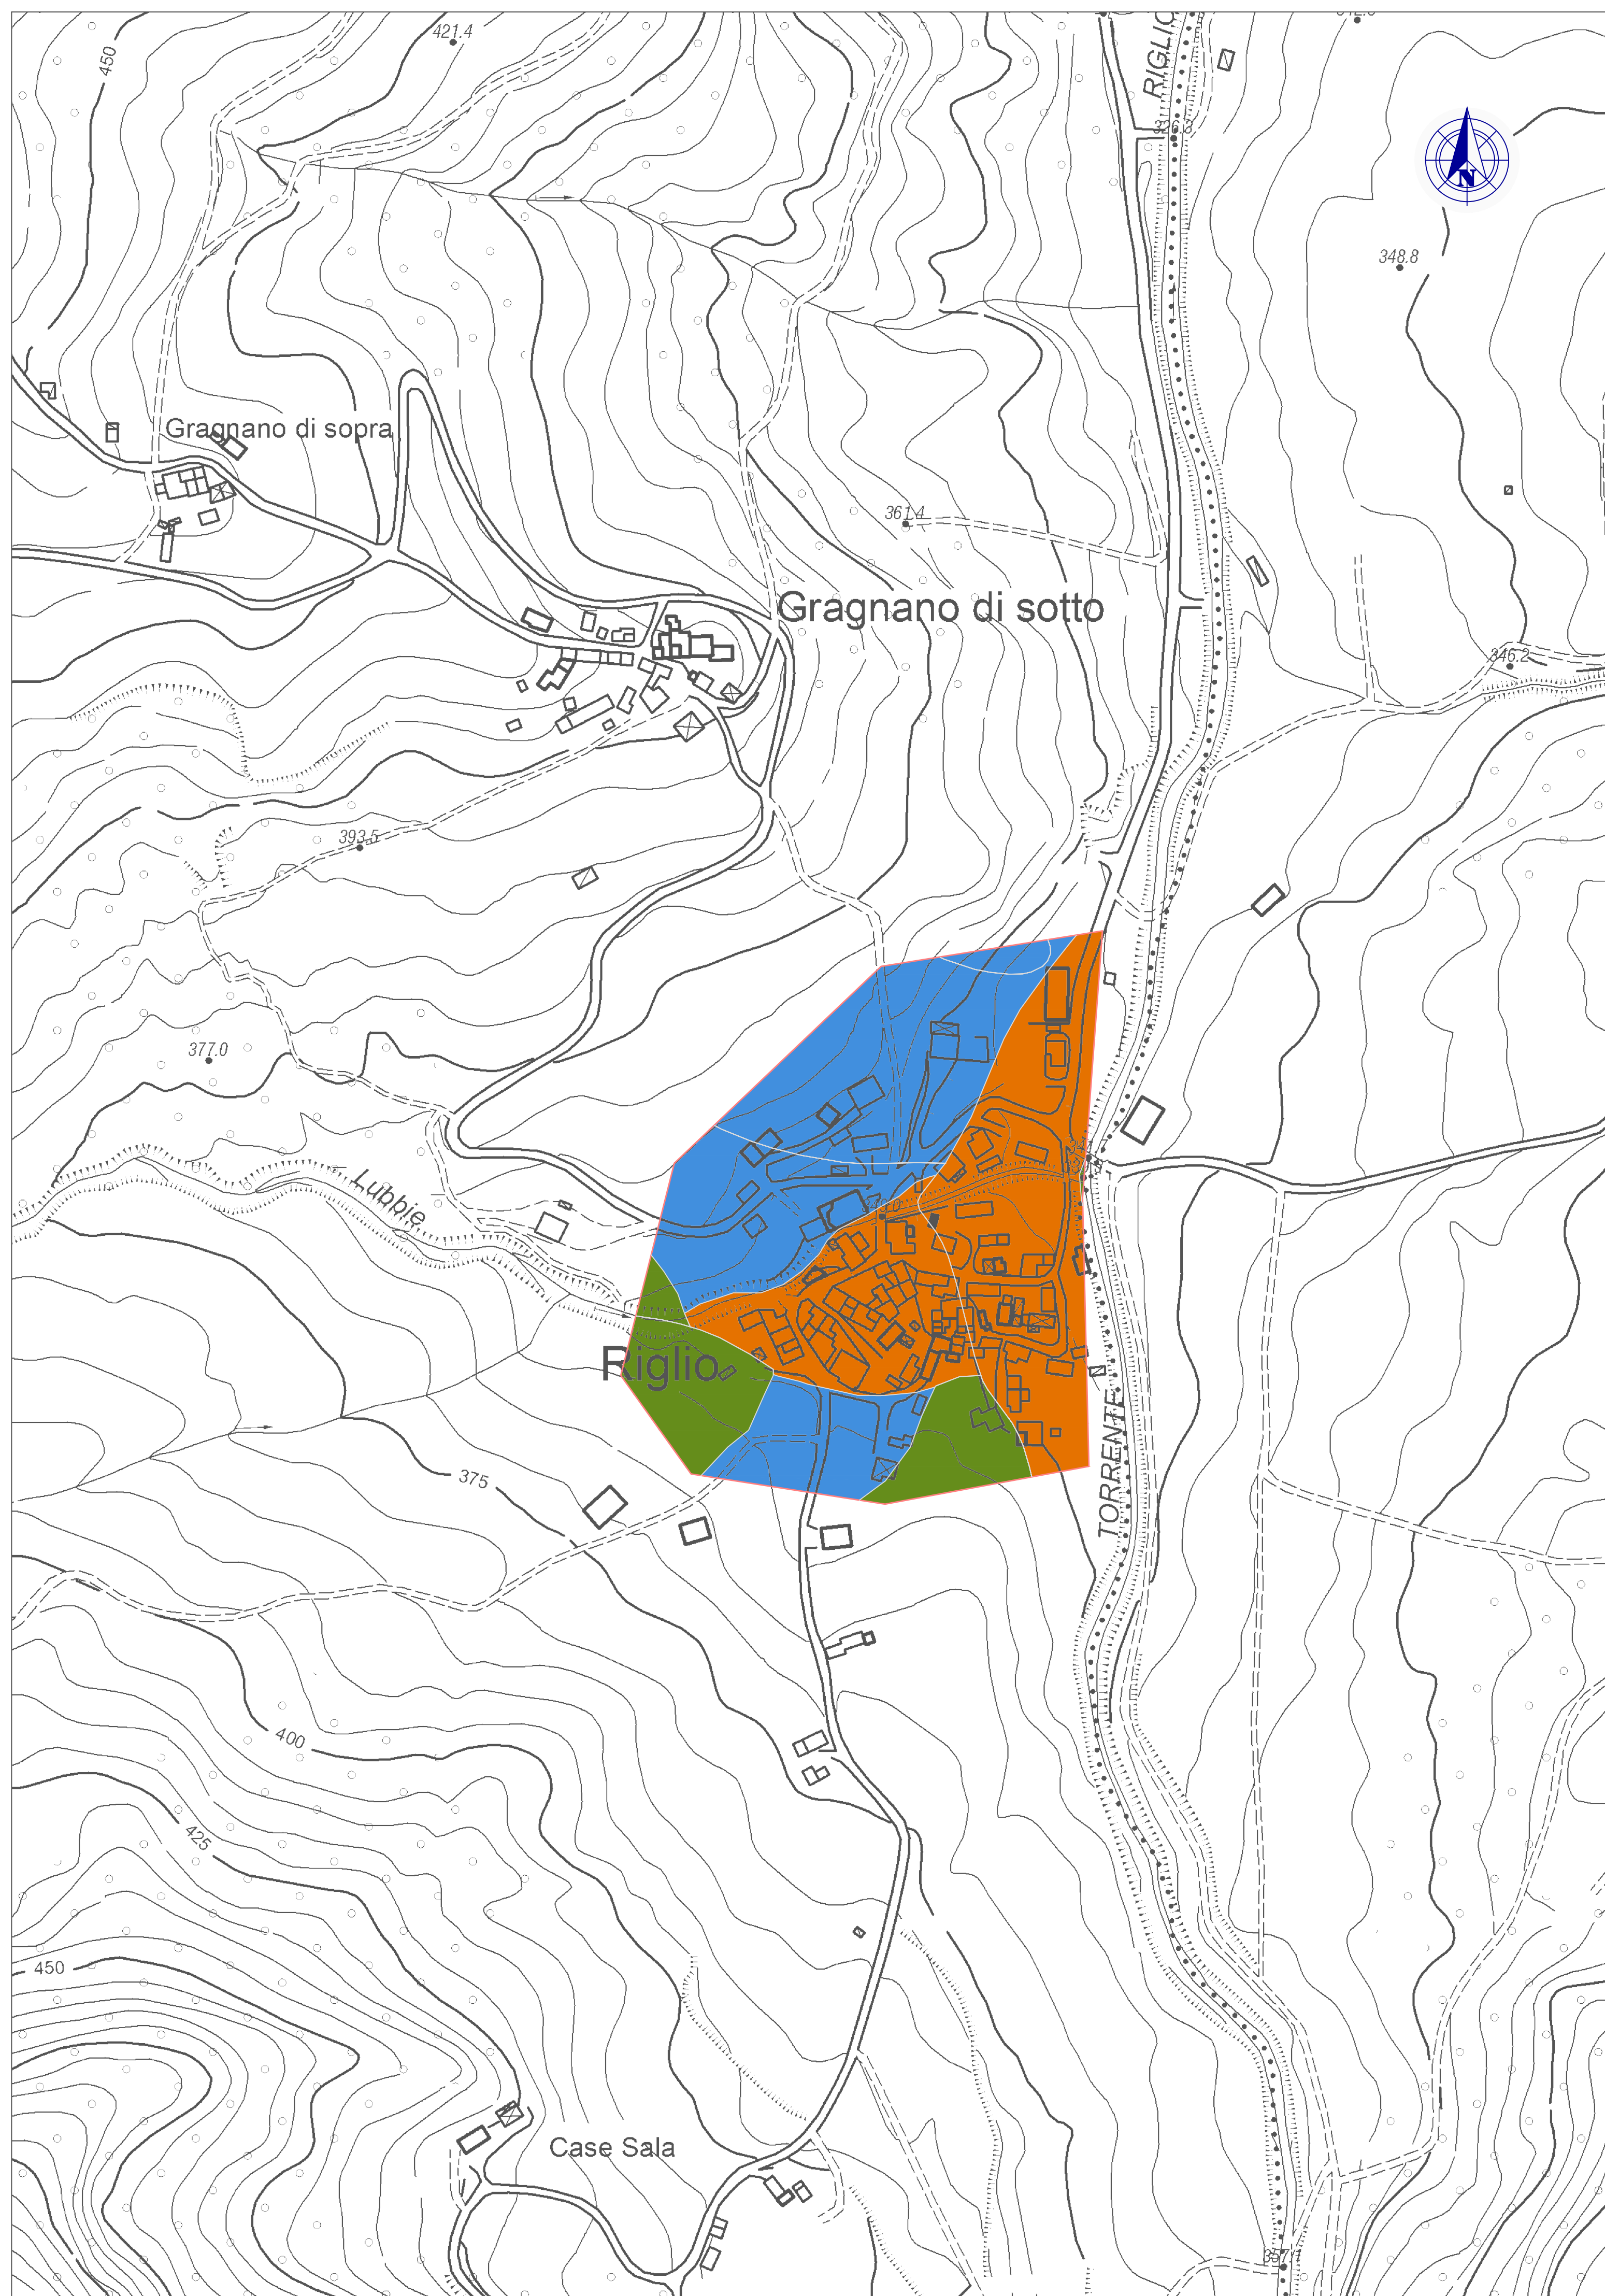 421.4
450
RIGLIO
N
348.8
Gragnano di sopra
361.4
Gragnano di sotto
346.2
393.5
377.0
Lubbie
Riglio
TORRENTE
375
400
425
450
Case Sala